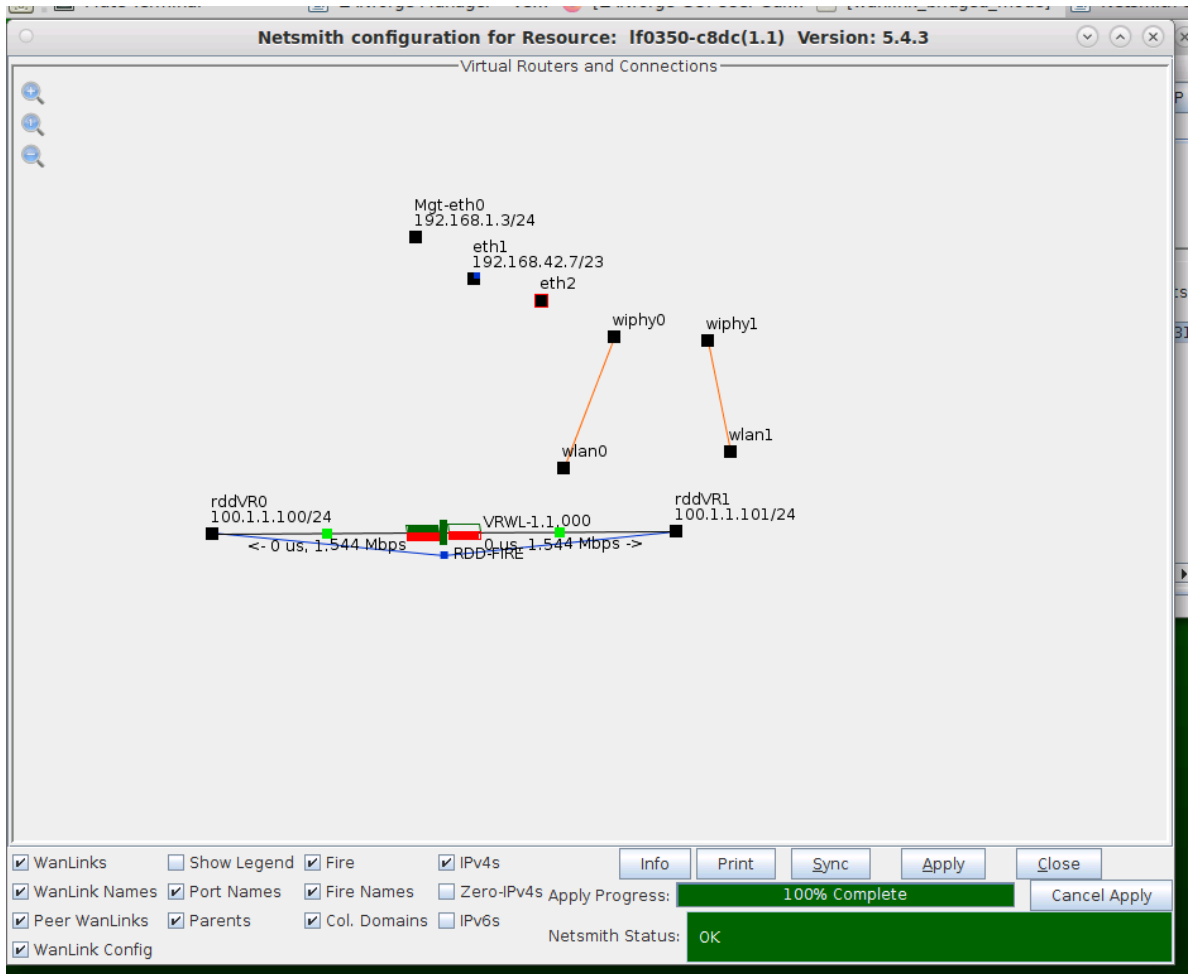 Netsmith configuration for Resource: lf0350-c8dc(1.1) Version: 5.4.3
Virtual Routers and Connections
P
Mgt-eth0
192.168.1.3/24
eth1
192.168.42.7/23
eth2
wiphy0
wiphy1
wlan0
wlan1
rddVR0
100.1.1.100/24
VRWL-1.1.000
rddVR1
100.1.1.101/24
<- 0 us, 1.544 Mbps
0 us, 1.544 Mbps ->
RDD-FIRE
WanLinks
Show Legend
Fire
IPv4s
Info
Print
Sync
Apply
Close
WanLink Names
Port Names
Fire Names
Zero-IPv4s
Apply Progress:
100% Complete
Cancel Apply
Peer WanLinks
Parents
Col. Domains
IPv6s
Netsmith Status:
OK
WanLink Config